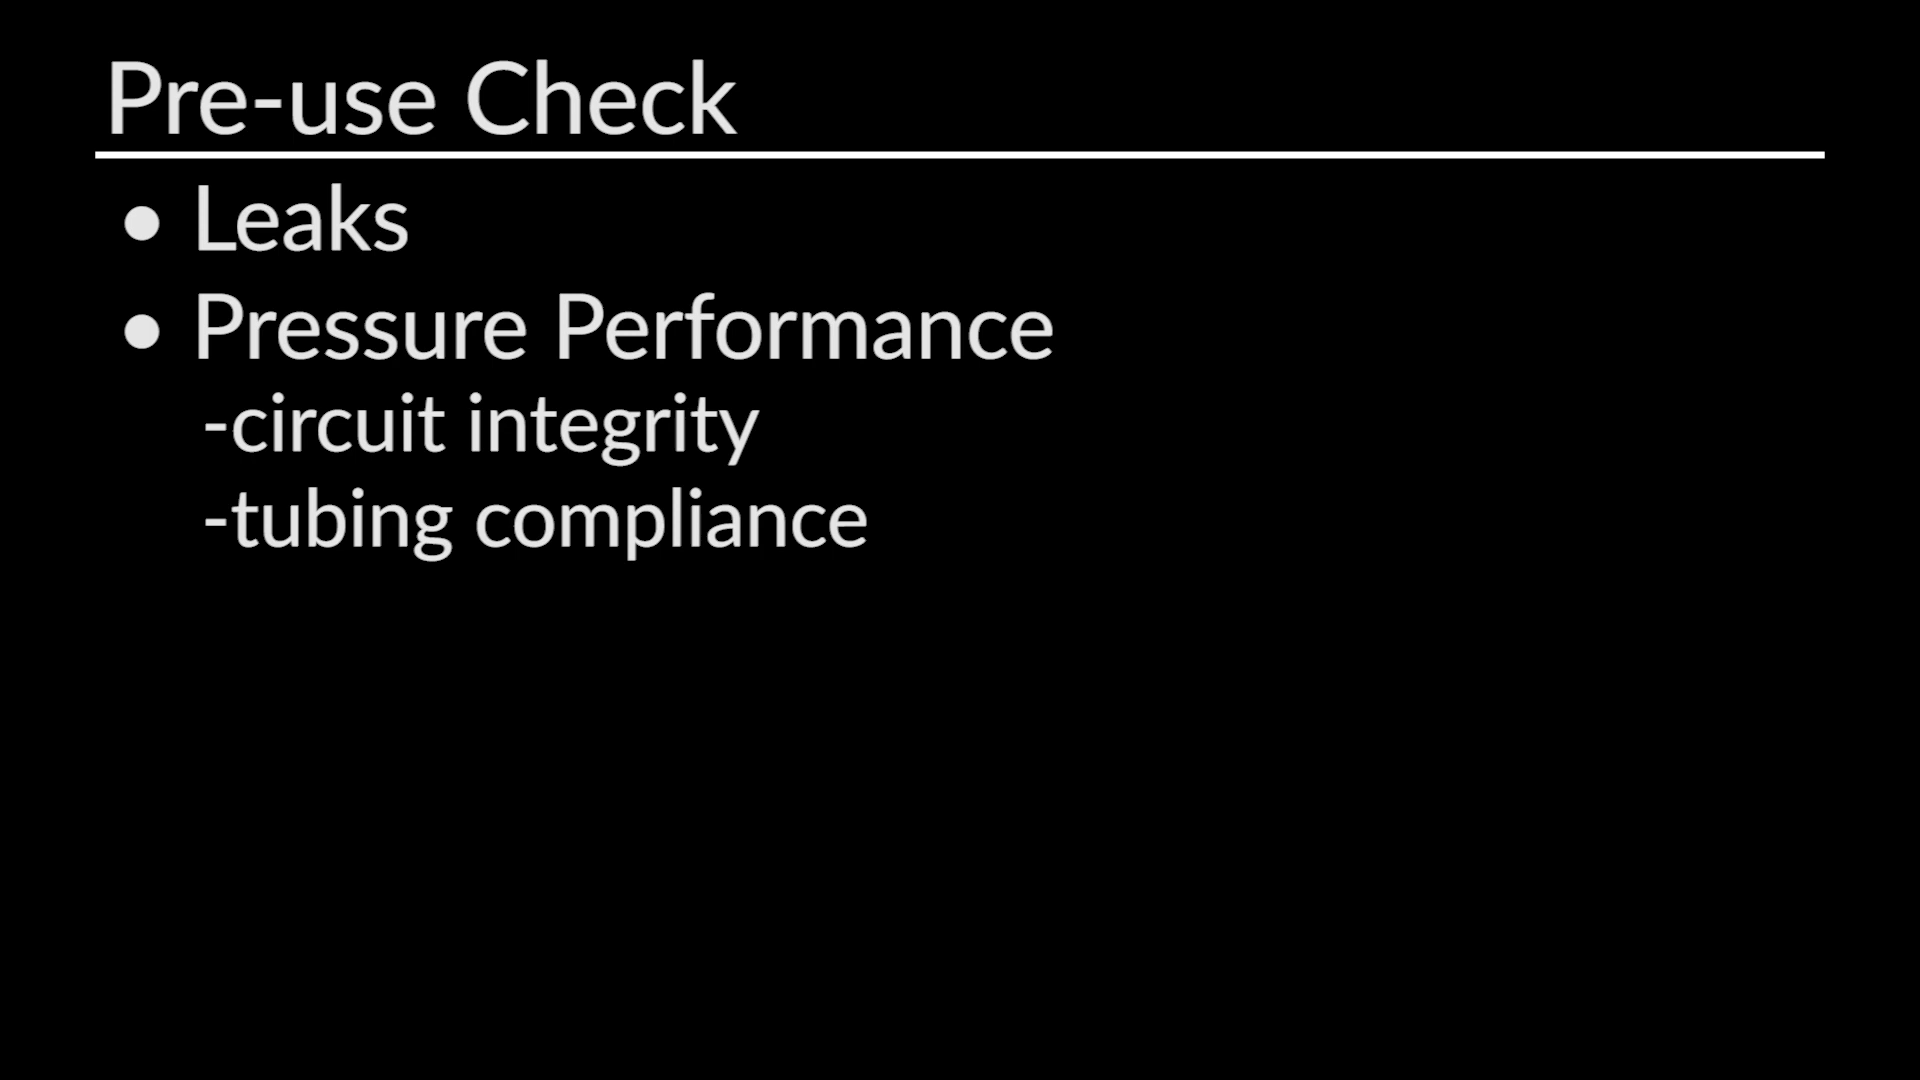 Pre-use Check
• Leaks
• Pressure Performance
-circuit integrity
-tubing compliance